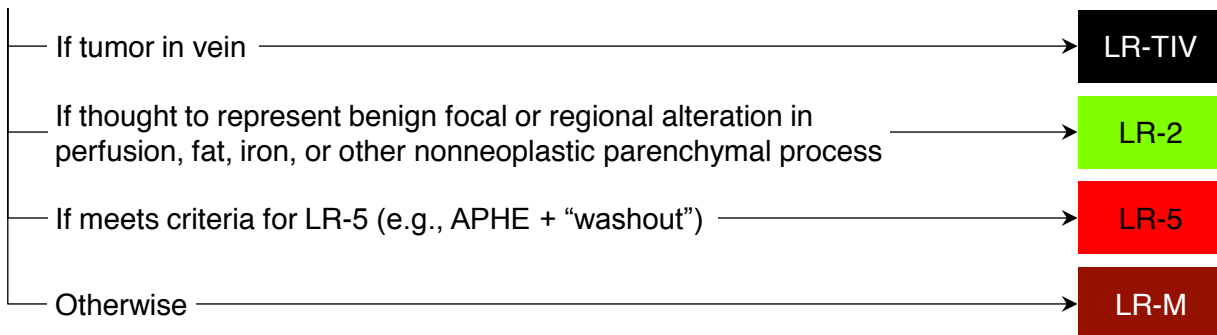 If tumor in vein
LR-TIV
If thought to represent benign focal or regional alteration in
perfusion, fat, iron, or other nonneoplastic parenchymal process
LR-2
If meets criteria for LR-5 (e.g., APHE + “washout”)
LR-5
Otherwise
LR-M